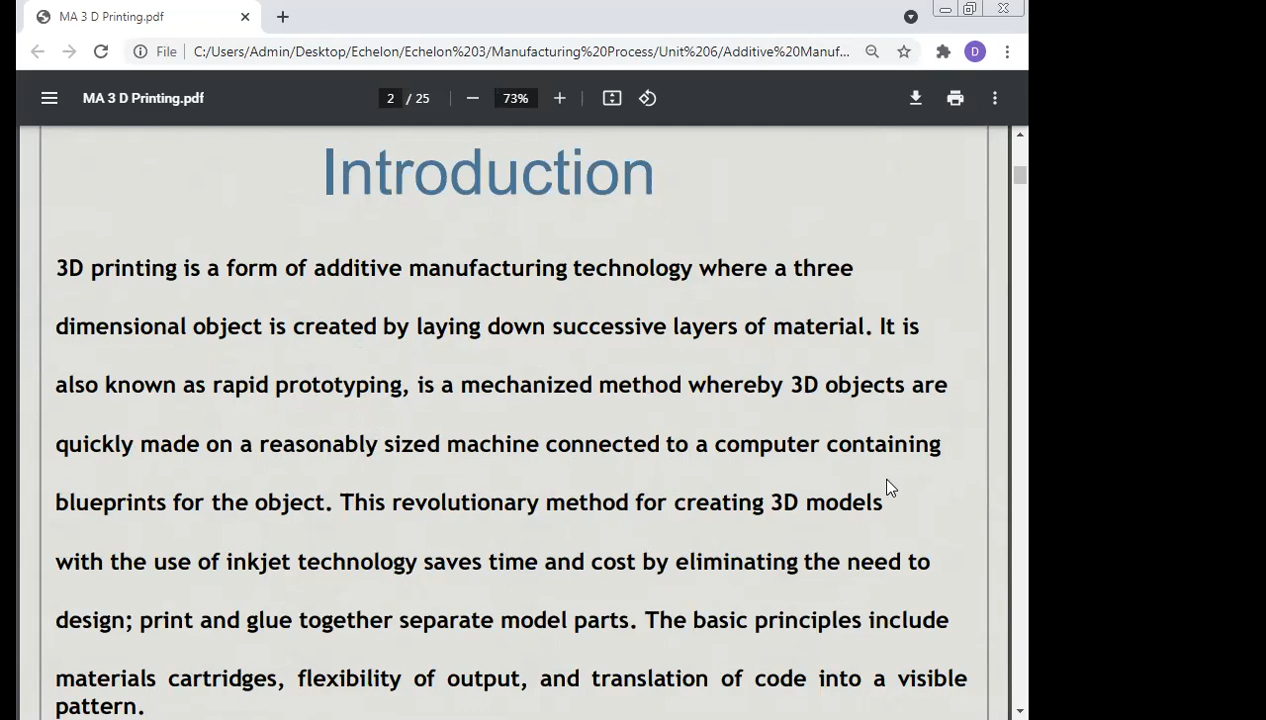 MA 3 D Printing.pdf
File C:/Users/Admin/Desktop/Echelon/Echelon%203/Manufacturing%20Process/Unit%206/Additive%20Manuf... D
MA 3 D Printing.pdf 2 / 25 73%
Introduction
3D printing is a form of additive manufacturing technology where a three
dimensional object is created by laying down successive layers of material. It is
also known as rapid prototyping, is a mechanized method whereby 3D objects are
quickly made on a reasonably sized machine connected to a computer containing
blueprints for the object. This revolutionary method for creating 3D models
with the use of inkjet technology saves time and cost by eliminating the need to
design; print and glue together separate model parts. The basic principles include
materials cartridges, flexibility of output, and translation of code into a visible
pattern.